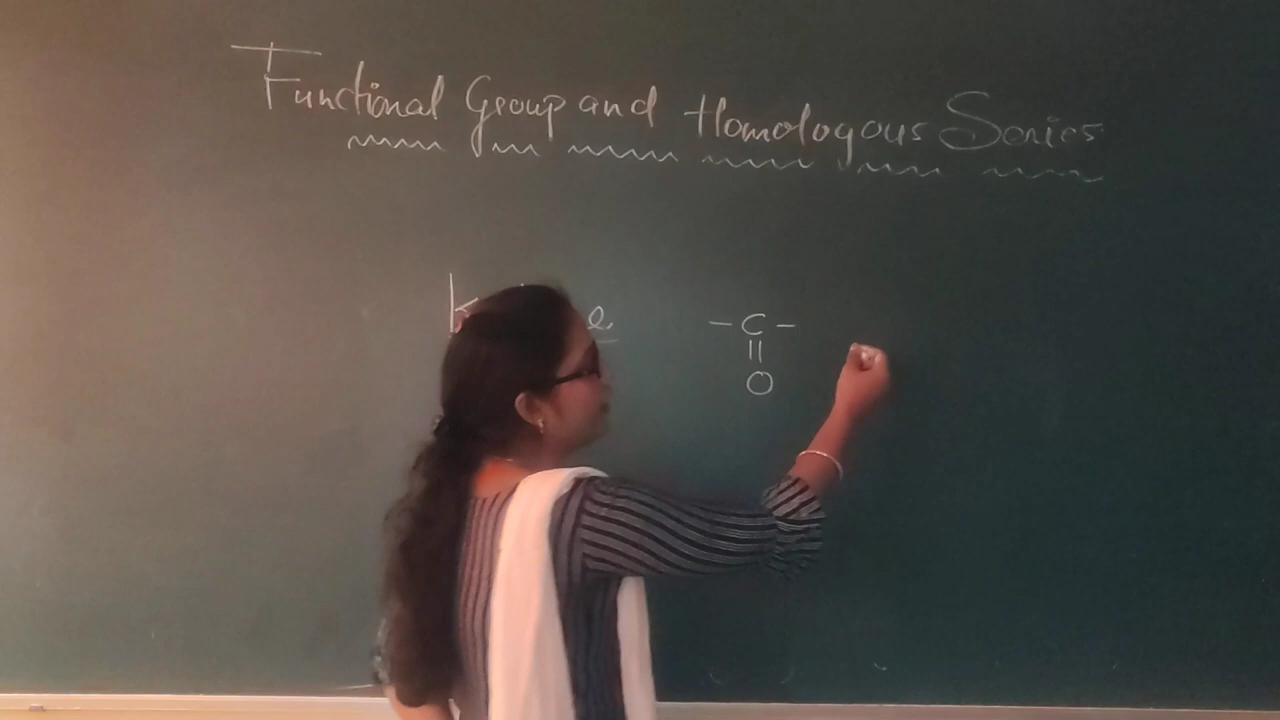 Functional Group and Homologous Series
– C –
||
O